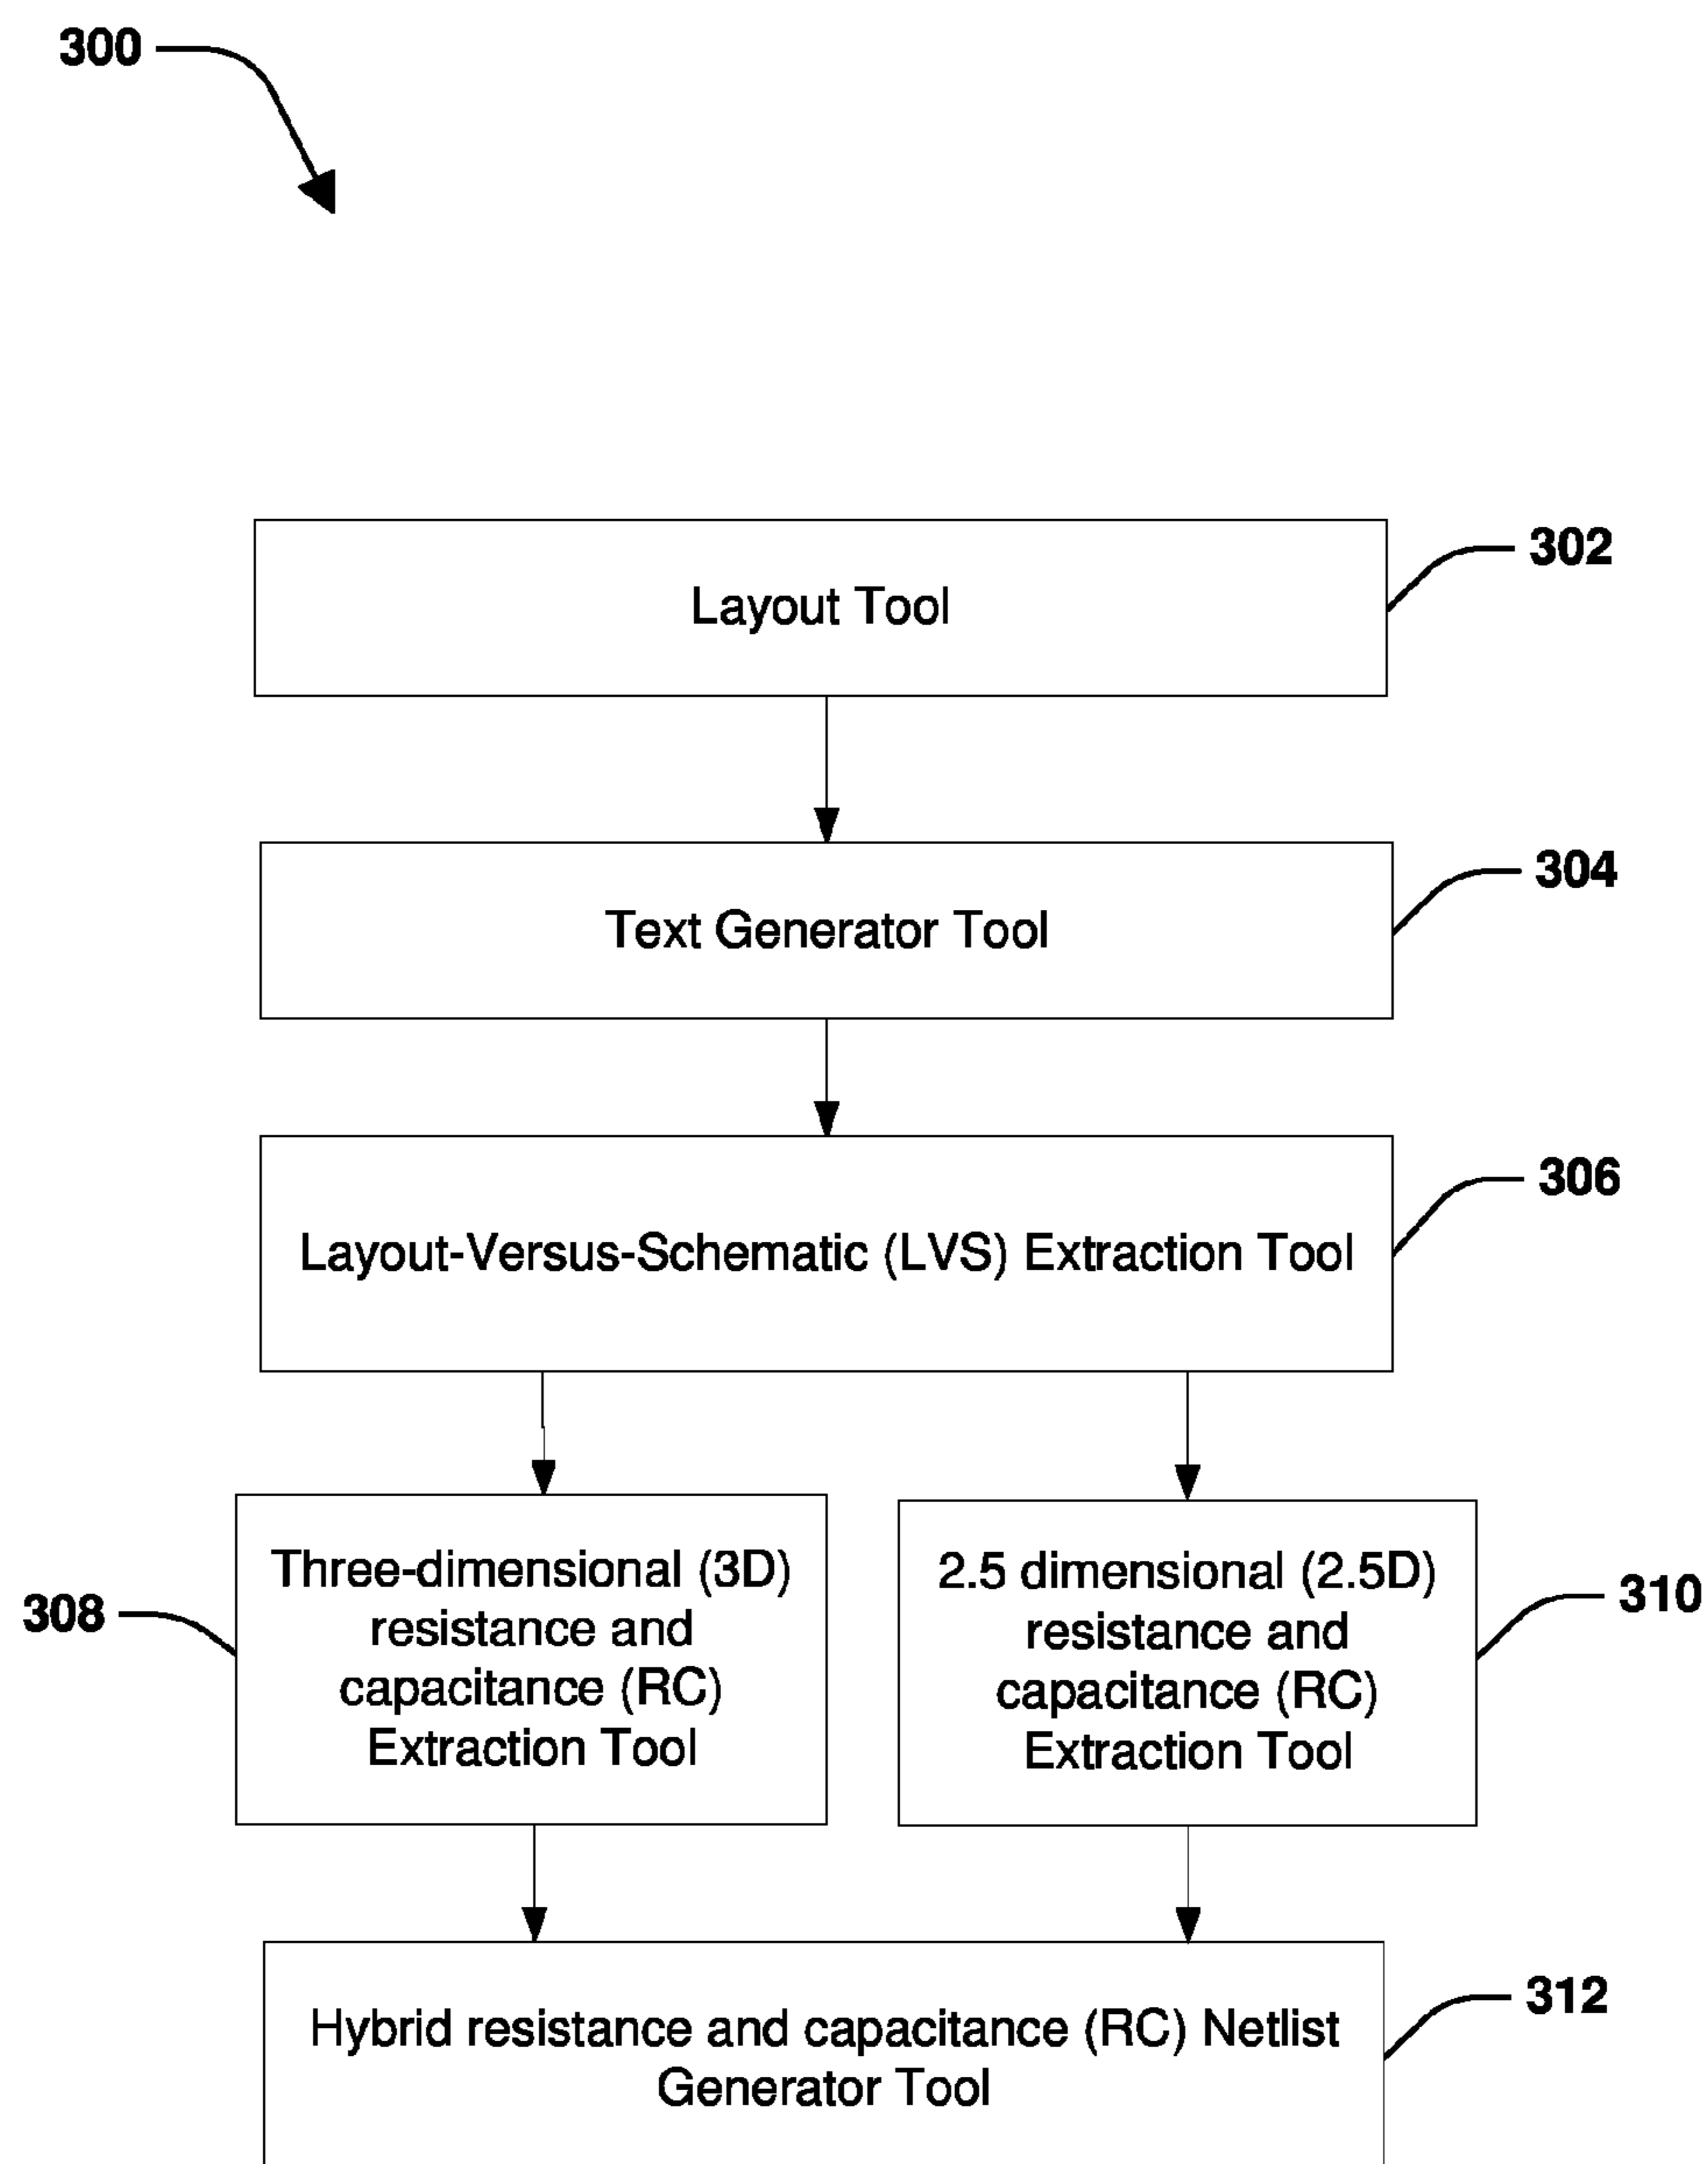 300
302
Layout Tool
304
Text Generator Tool
306
Layout-Versus-Schematic (LVS) Extraction Tool
308
Three-dimensional (3D)
resistance and
capacitance (RC)
Extraction Tool
2.5 dimensional (2.5D)
resistance and
capacitance (RC)
Extraction Tool
310
312
Hybrid resistance and capacitance (RC) Netlist
Generator Tool